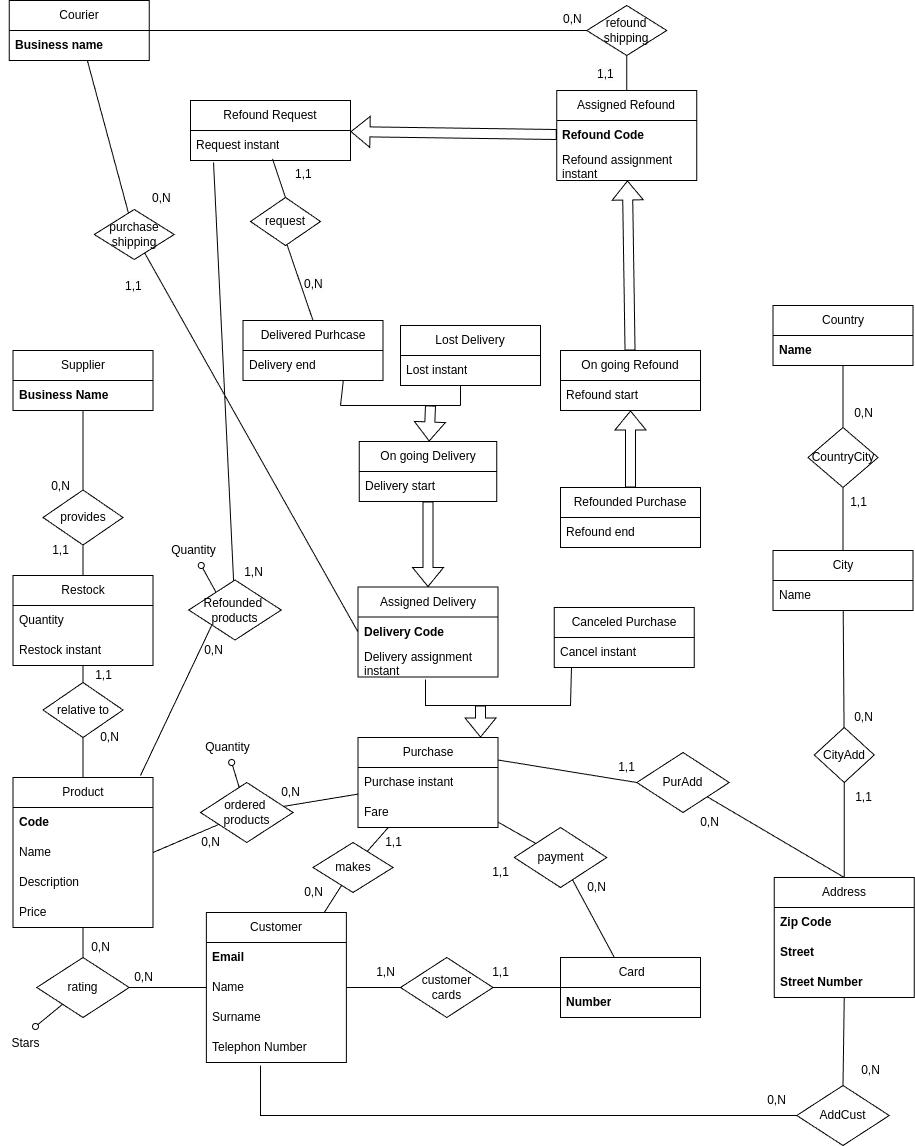 Courier
Business name
0,N
refound
shipping
1,1
Refound Request
Request instant
Assigned Refound
Refound Code
Refound assignment
instant
1,1
0,N
purchase
shipping
1,1
request
0,N
Delivered Purhcase
Delivery end
Lost Delivery
Lost instant
On going Refound
Refound start
Country
Name
Supplier
Business Name
0,N
CountryCity
1,1
On going Delivery
Delivery start
Refounded Purchase
Refound end
0,N
provides
1,1
Quantity
1,N
Refounded
products
0,N
City
Name
Restock
Quantity
Restock instant
Assigned Delivery
Delivery Code
Delivery assignment
instant
Canceled Purchase
Cancel instant
1,1
relative to
0,N
0,N
CityAdd
1,1
Quantity
0,N
ordered
products
0,N
Purchase
Purchase instant
Fare
1,1
PurAdd
0,N
Product
Code
Name
Description
Price
1,1
makes
0,N
payment
1,1
0,N
Address
Zip Code
Street
Street Number
Customer
Email
Name
Surname
Telephon Number
0,N
rating
0,N
Stars
1,N
customer
cards
1,1
Card
Number
0,N
0,N
AddCust